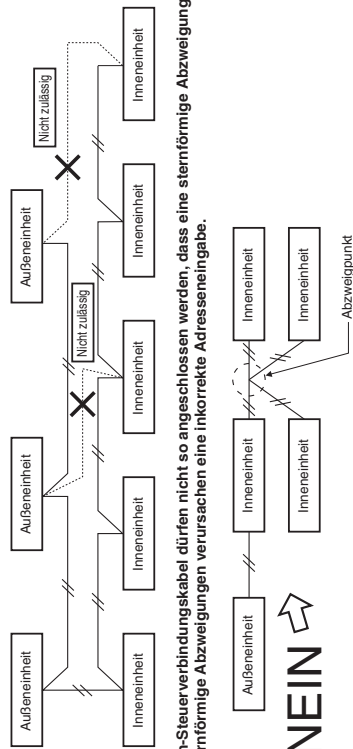 Außeneinheit
Außeneinheit
Außeneinheit
Nicht zulässig
Nicht zulässig
Inneneinheit
Inneneinheit
Inneneinheit
Inneneinheit
Inneneinheit
n-Steuerverbindungskabel dürfen nicht so angeschlossen werden, dass eine sternförmige Abzweigung
rnförmige Abzweigungen verursachen eine inkorrekte Adresseneingabe.
NEIN
Außeneinheit
Inneneinheit
Inneneinheit
Inneneinheit
Inneneinheit
Abzweigpunkt